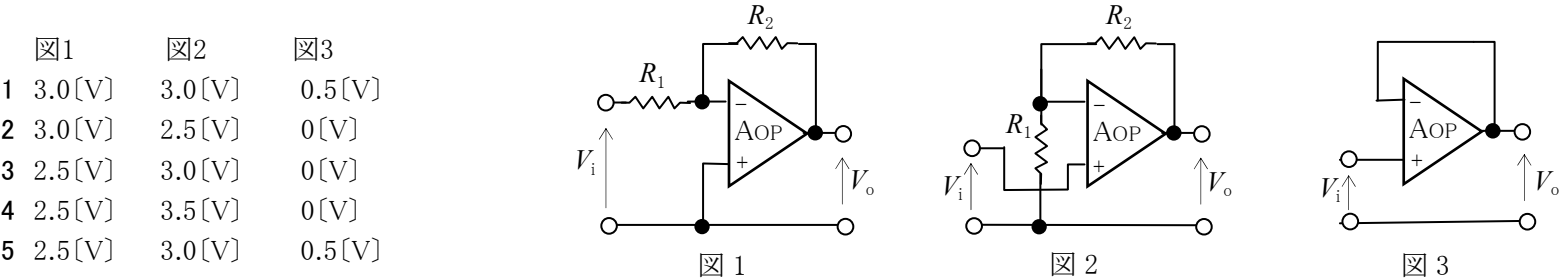 図1 図2 図3
1 3.0〔V〕 3.0〔V〕 0.5〔V〕
2 3.0〔V〕 2.5〔V〕 0〔V〕
3 2.5〔V〕 3.0〔V〕 0〔V〕
4 2.5〔V〕 3.5〔V〕 0〔V〕
5 2.5〔V〕 3.0〔V〕 0.5〔V〕
R₂
R₁
−
AOP
+
Vi
Vo
図 1
R₂
−
R₁
AOP
+
Vi
Vo
図 2
−
AOP
+
Vi
Vo
図 3